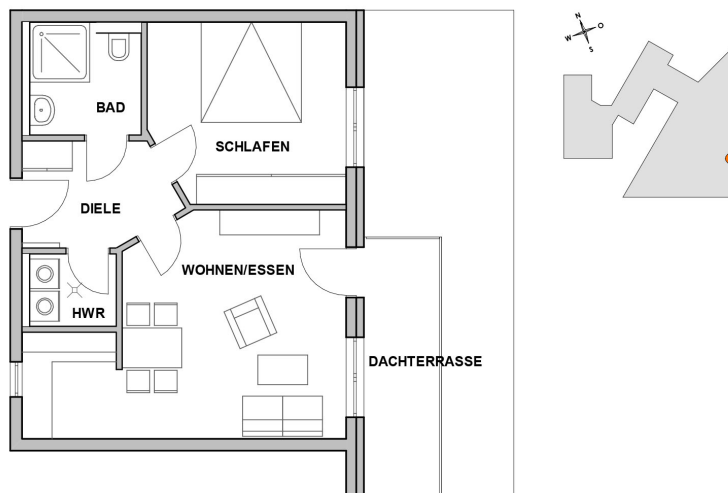 N
W O
S
BAD
SCHLAFEN
DIELE
WOHNEN/ESSEN
HWR
DACHTERRASSE